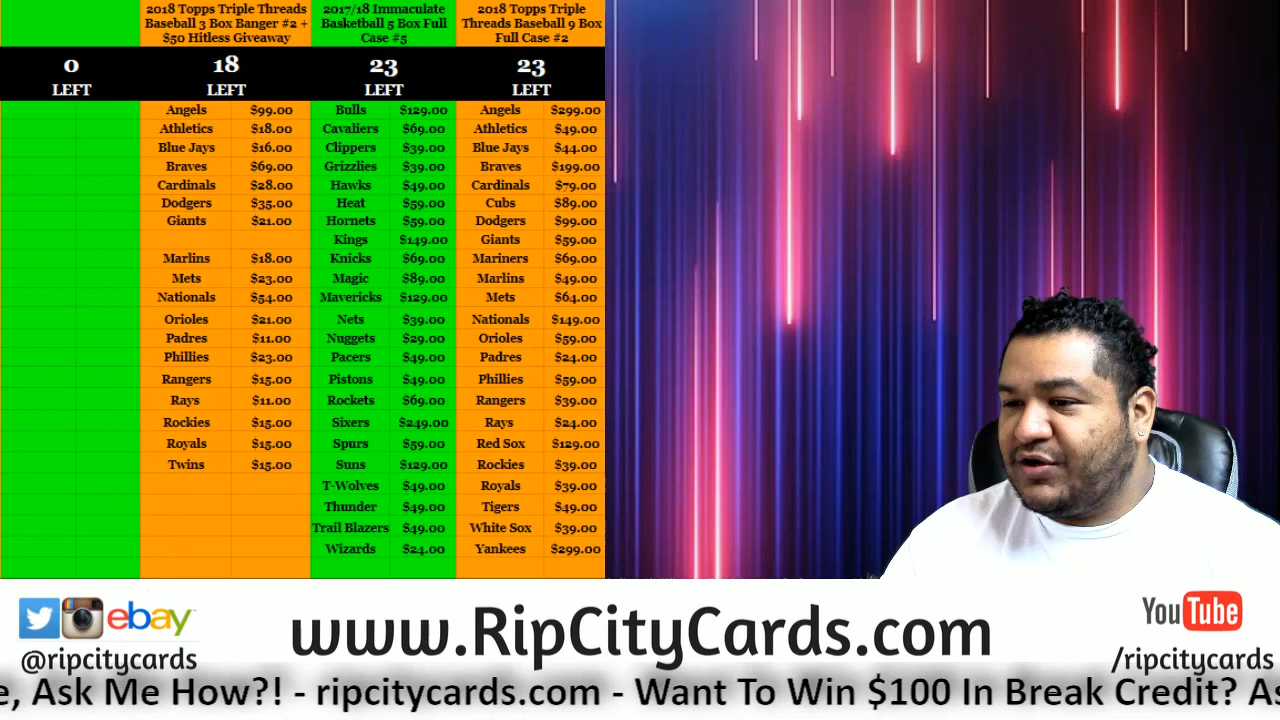 2018 Topps Triple Threads
Baseball 3 Box Banger #2 +
$50 Hitless Giveaway
2017/18 Immaculate
Basketball 5 Box Full
Case #5
2018 Topps Triple
Threads Baseball 9 Box
Full Case #2
0 18 23 23
LEFT LEFT LEFT LEFT
Angels $99.00 Bulls $129.00 Angels $299.00
Athletics $18.00 Cavaliers $69.00 Athletics $49.00
Blue Jays $16.00 Clippers $39.00 Blue Jays $44.00
Braves $69.00 Grizzlies $39.00 Braves $199.00
Cardinals $28.00 Hawks $49.00 Cardinals $79.00
Dodgers $35.00 Heat $59.00 Cubs $89.00
Giants $21.00 Hornets $59.00 Dodgers $99.00
Kings $149.00 Giants $59.00
Marlins $18.00 Knicks $69.00 Mariners $69.00
Mets $23.00 Magic $89.00 Marlins $49.00
Nationals $54.00 Mavericks $129.00 Mets $64.00
Orioles $21.00 Nets $39.00 Nationals $149.00
Padres $11.00 Nuggets $29.00 Orioles $59.00
Phillies $23.00 Pacers $49.00 Padres $24.00
Rangers $15.00 Pistons $49.00 Phillies $59.00
Rays $11.00 Rockets $69.00 Rangers $39.00
Rockies $15.00 Sixers $249.00 Rays $24.00
Royals $15.00 Spurs $59.00 Red Sox $129.00
Twins $15.00 Suns $129.00 Rockies $39.00
T-Wolves $49.00 Royals $39.00
Thunder $49.00 Tigers $49.00
Trail Blazers $49.00 White Sox $39.00
Wizards $24.00 Yankees $299.00
ebay
www.RipCityCards.com
YouTube
@ripcitycards
/ripcitycards
e, Ask Me How?! - ripcitycards.com - Want To Win $100 In Break Credit? As